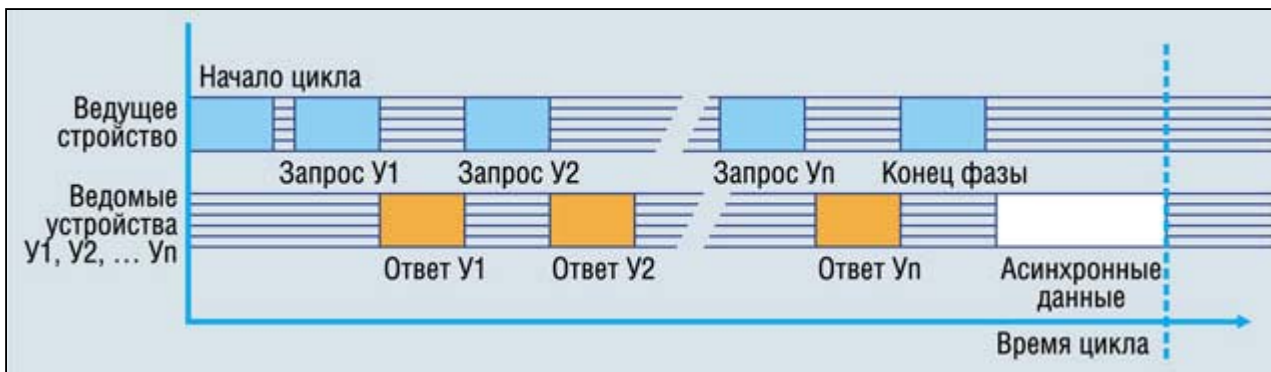 Начало цикла
Ведущее
стройство
Запрос У1
Запрос У2
Запрос Уn
Конец фазы
Ведомые
устройства
У1, У2, … Уn
Ответ У1
Ответ У2
Ответ Уn
Асинхронные
данные
Время цикла